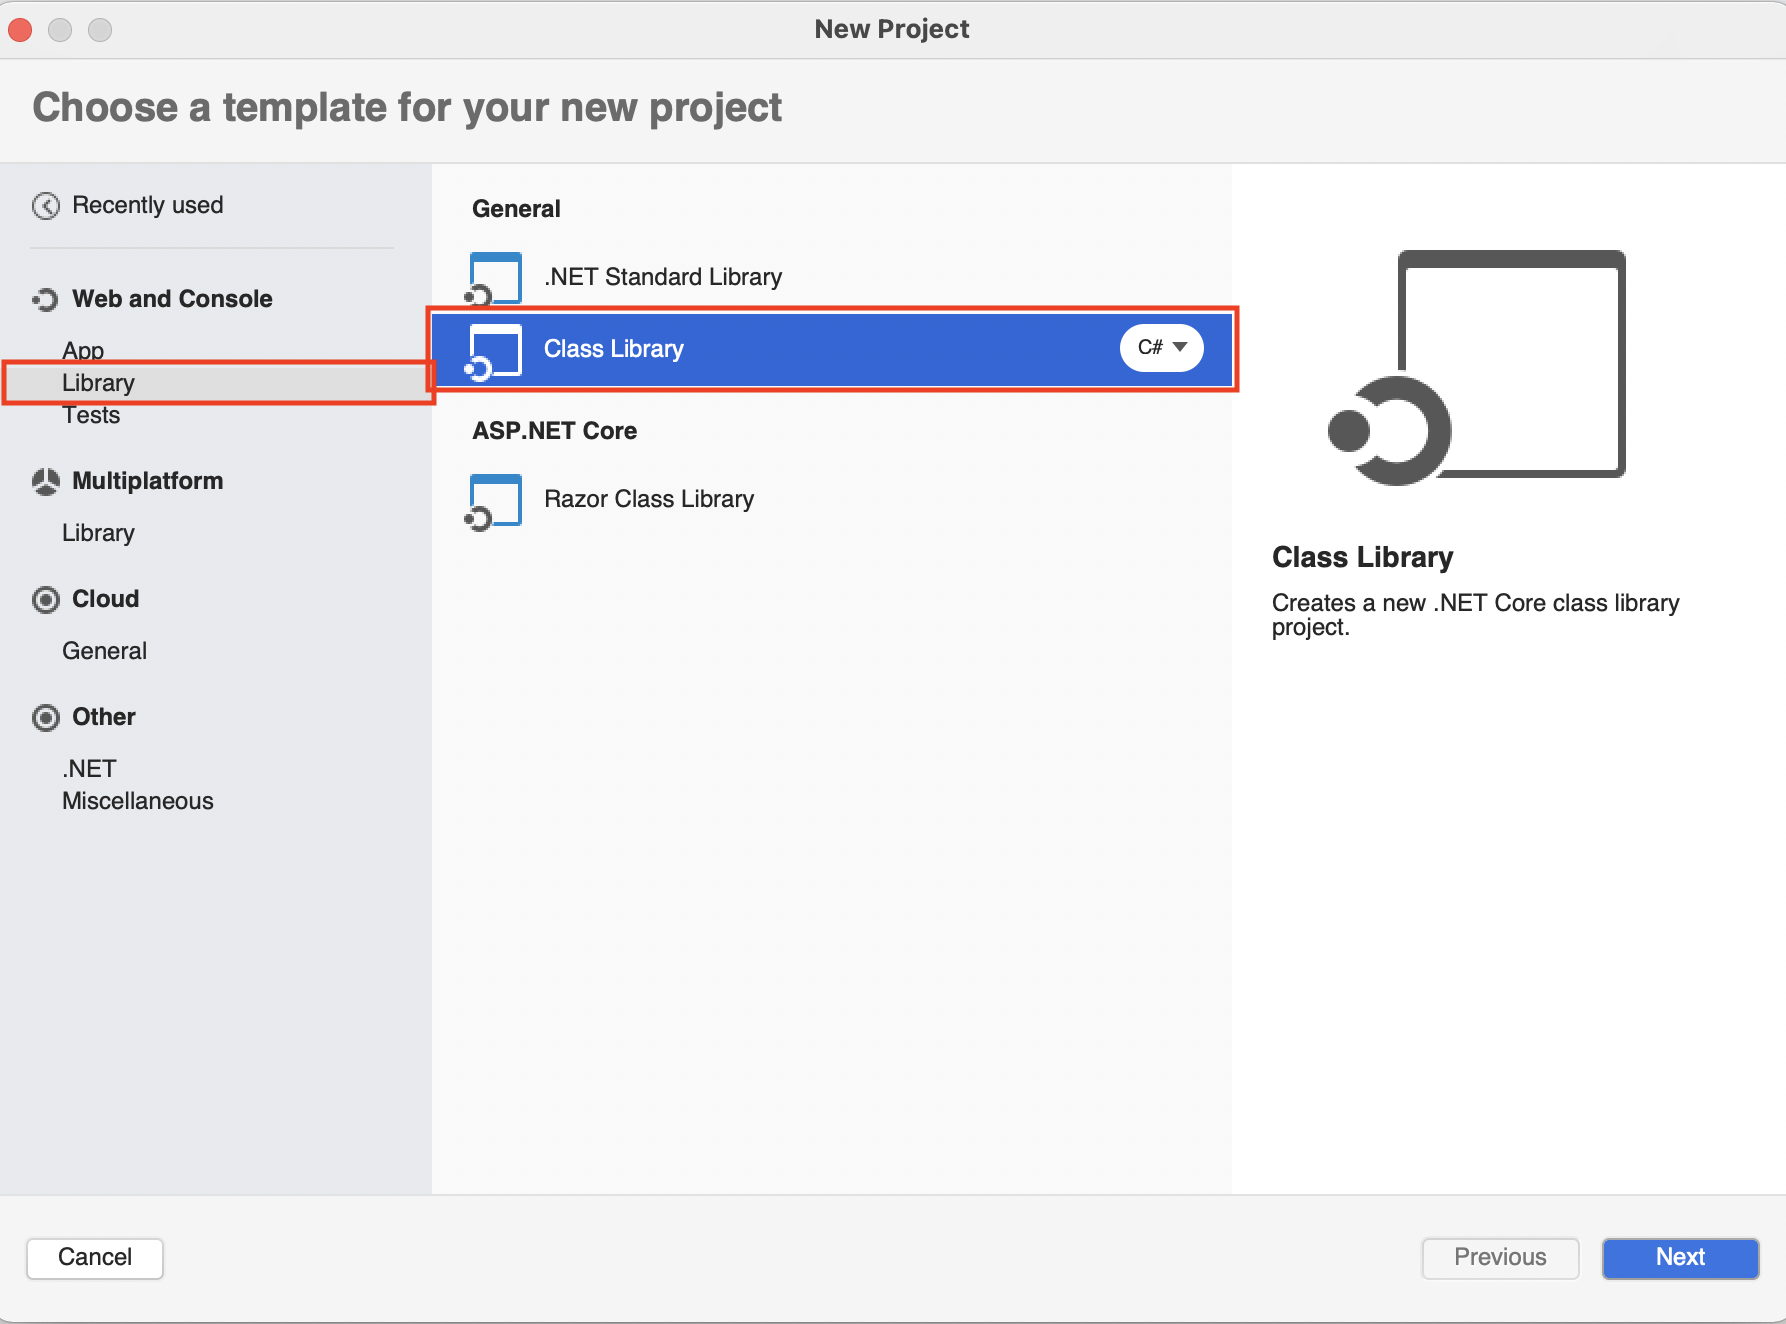 New Project
Choose a template for your new project
Recently used
Web and Console
App
Library
Tests
Multiplatform
Library
Cloud
General
Other
.NET
Miscellaneous
General
.NET Standard Library
Class Library
C#
ASP.NET Core
Razor Class Library
Class Library
Creates a new .NET Core class library
project.
Cancel
Previous
Next